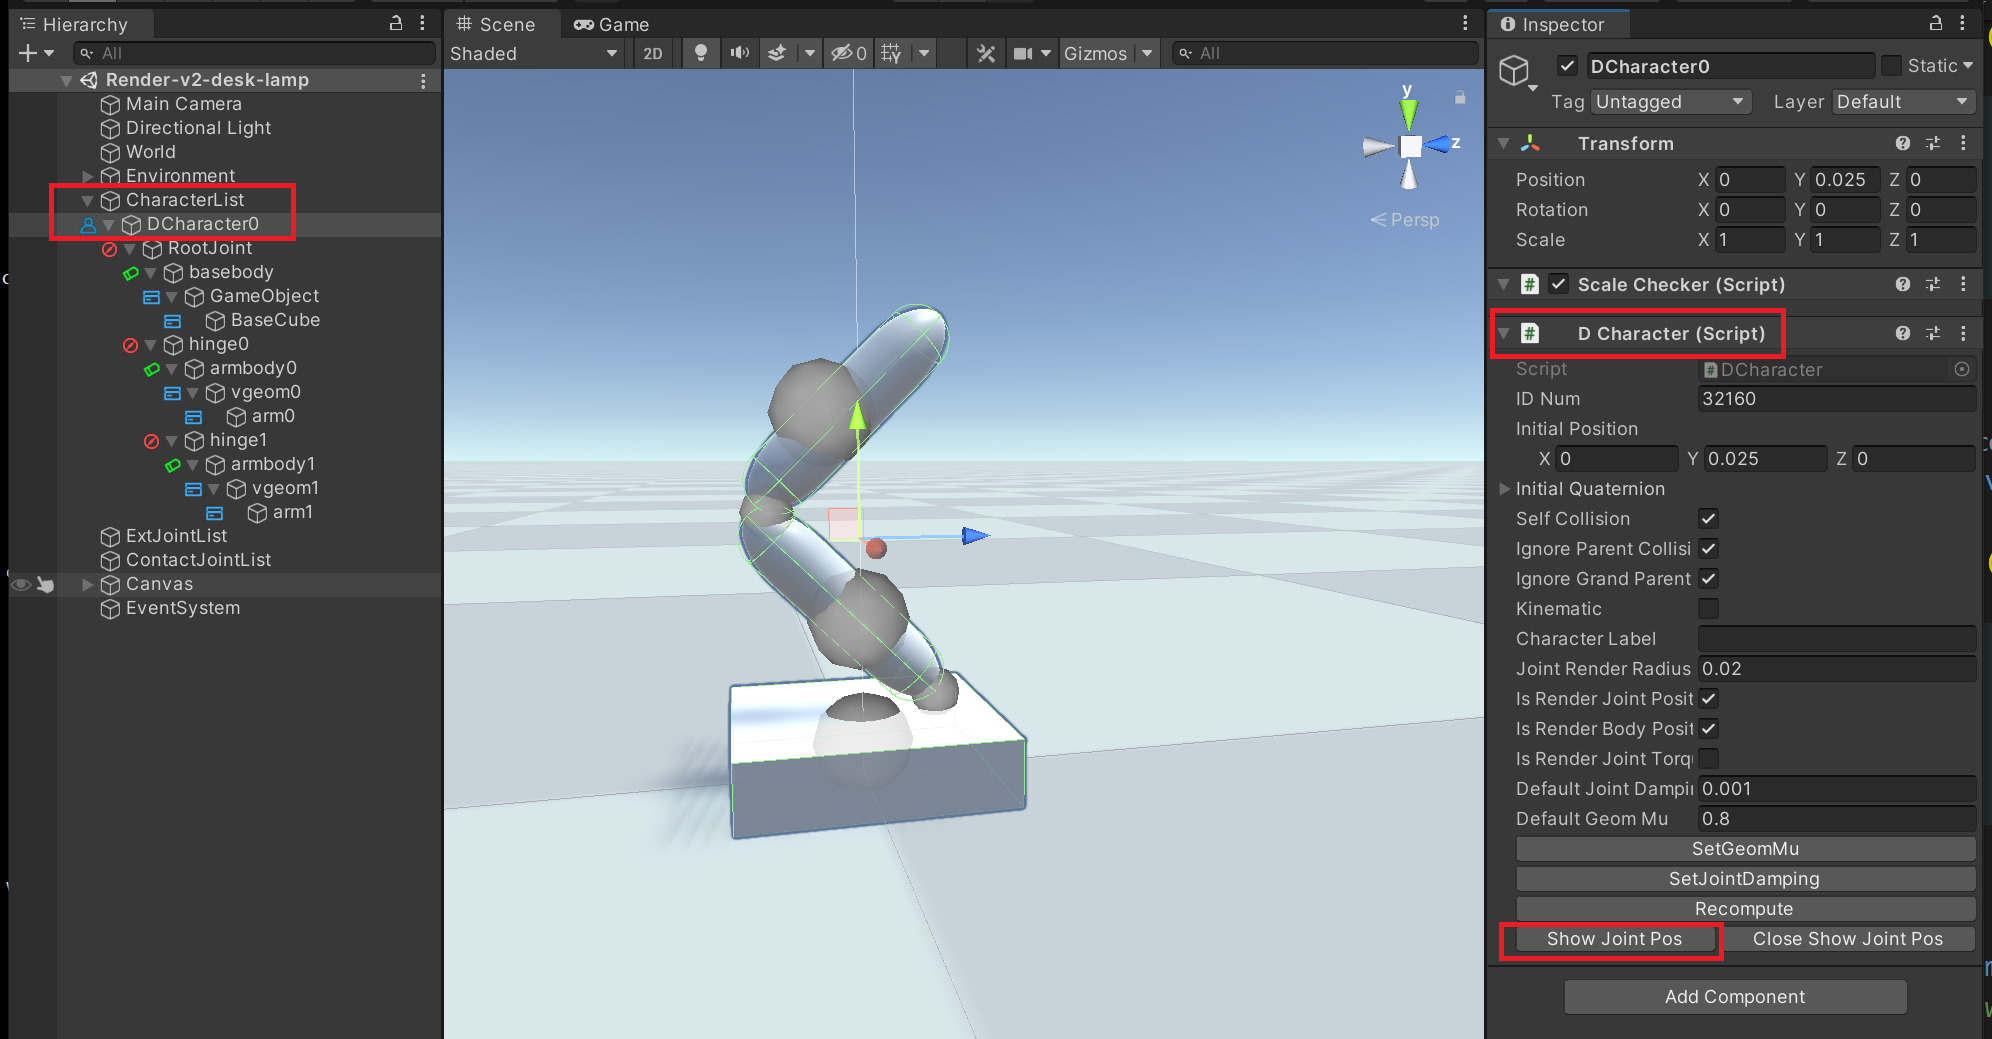 Hierarchy
All
Render-v2-desk-lamp
Main Camera
Directional Light
World
Environment
CharacterList
DCharacter0
RootJoint
basebody
GameObject
BaseCube
hinge0
armbody0
vgeom0
arm0
hinge1
armbody1
vgeom1
arm1
ExtJointList
ContactJointList
Canvas
EventSystem
Scene Game
Shaded 2D 0 Gizmos All
y
z
Persp
Inspector
DCharacter0 Static
Tag Untagged Layer Default
Transform
Position X 0 Y 0.025 Z 0
Rotation X 0 Y 0 Z 0
Scale X 1 Y 1 Z 1
# Scale Checker (Script)
# D Character (Script)
Script # DCharacter
ID Num 32160
Initial Position
X 0 Y 0.025 Z 0
Initial Quaternion
Self Collision
Ignore Parent Collisi
Ignore Grand Parent
Kinematic
Character Label
Joint Render Radius 0.02
Is Render Joint Posit
Is Render Body Posit
Is Render Joint Torq
Default Joint Dampi 0.001
Default Geom Mu 0.8
SetGeomMu
SetJointDamping
Recompute
Show Joint Pos Close Show Joint Pos
Add Component